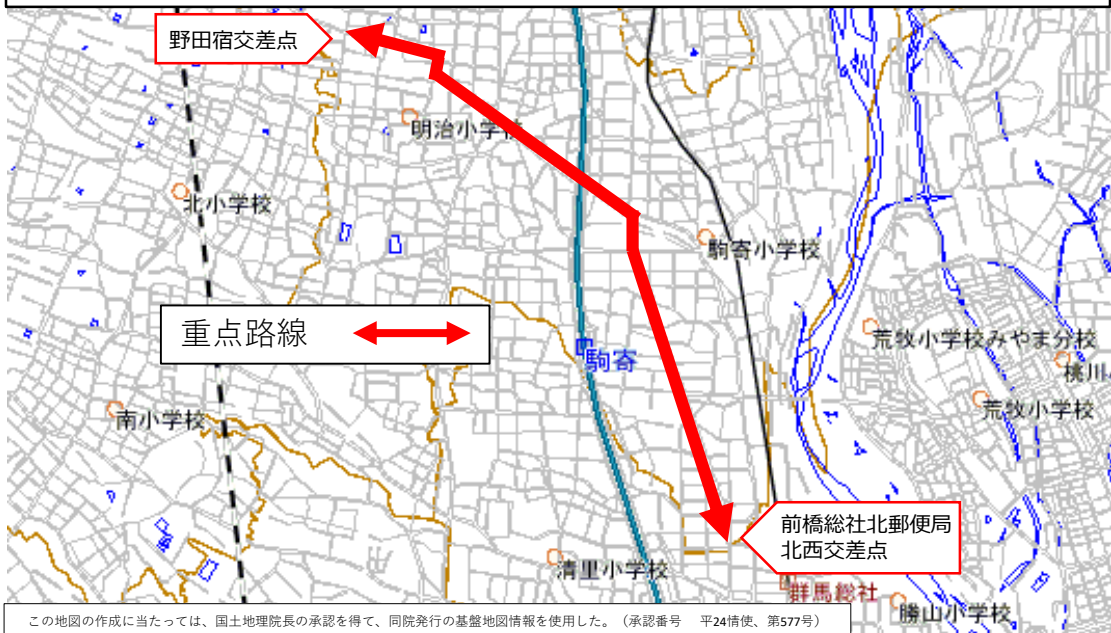 野田宿交差点
明治小学校
北小学校
駒寄小学校
重点路線
荒牧小学校みやま分校
駒寄
桃川
荒牧小学校
南小学校
前橋総社北郵便局
北西交差点
清里小学校
群馬総社
勝山小学校
この地図の作成に当たっては、国土地理院長の承認を得て、同院発行の基盤地図情報を使用した。（承認番号　平24情使、第577号）